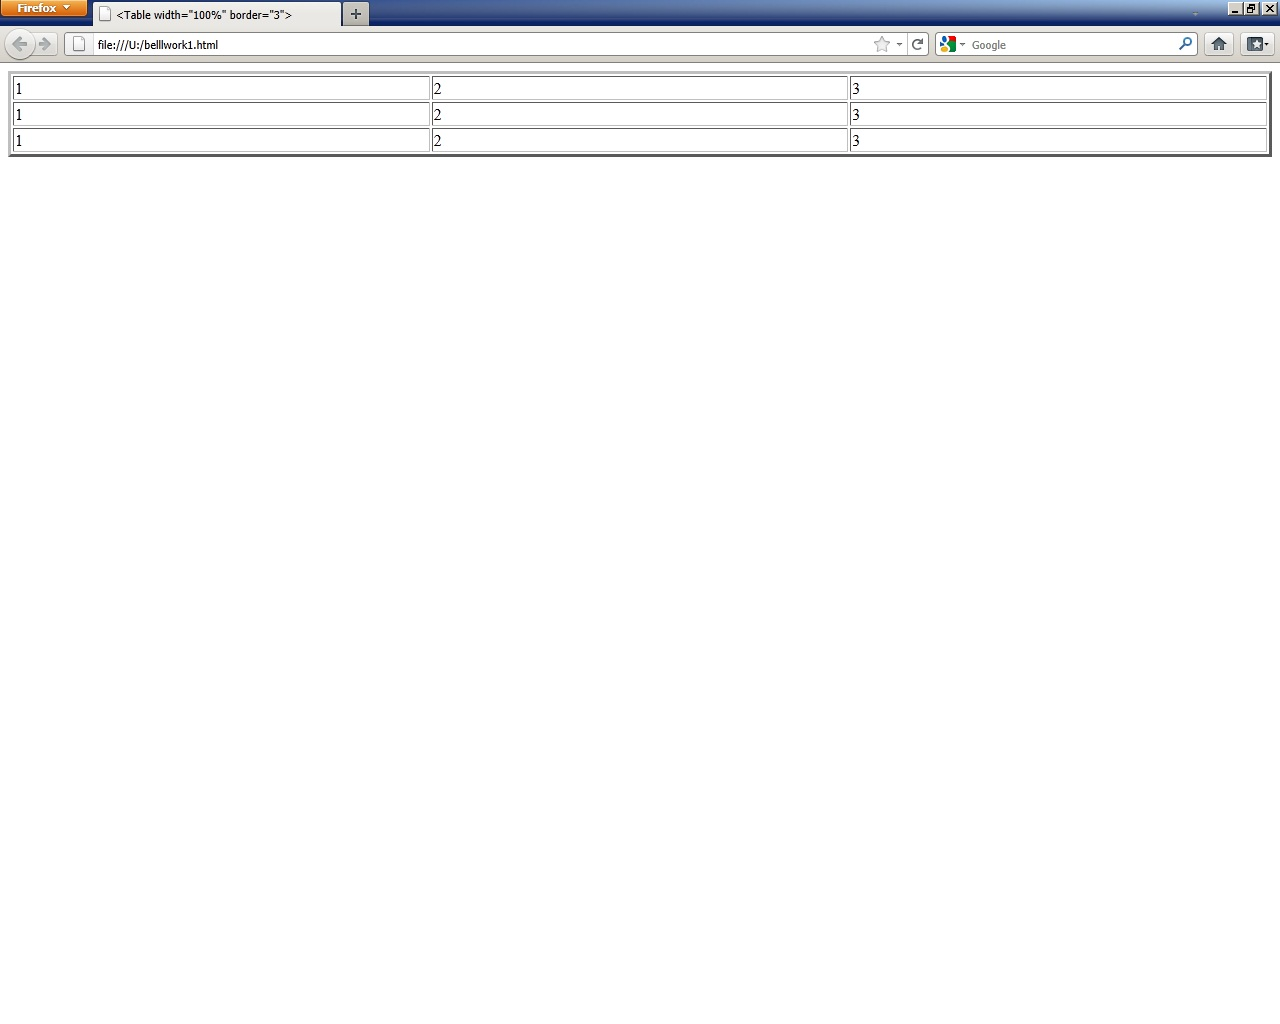 Firefox
<Table width="100%" border="3">
file:///U:/belllwork1.html
Google
1 2 3
1 2 3
1 2 3